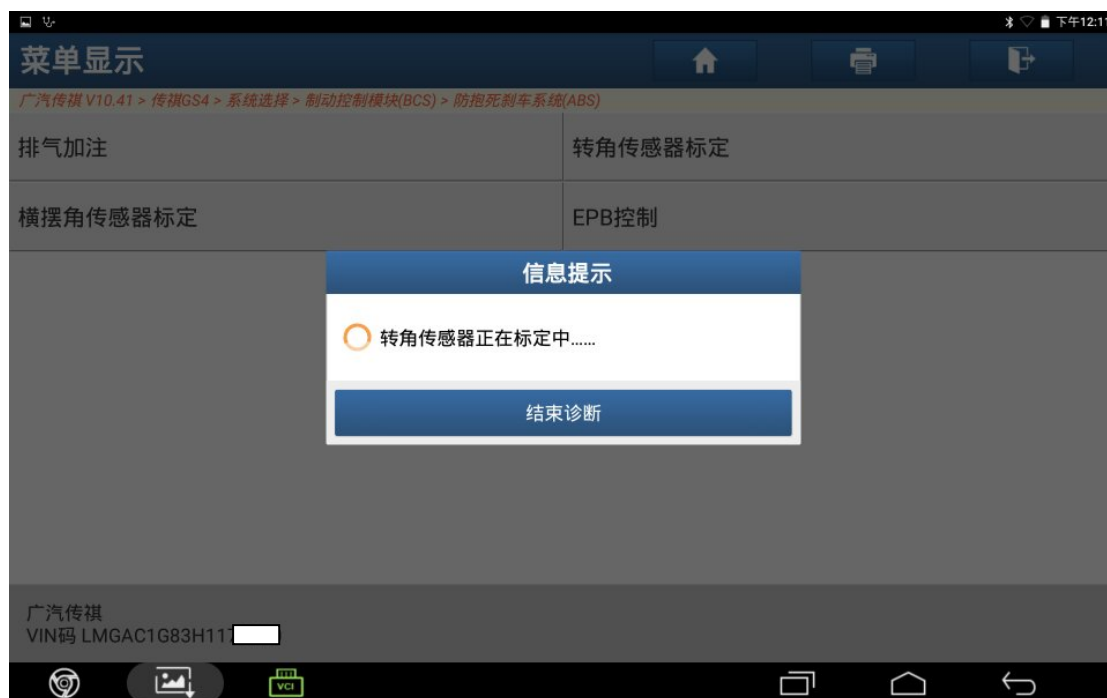 下午12:11
菜单显示
广汽传祺 V10.41 > 传祺GS4 > 系统选择 > 制动控制模块(BCS) > 防抱死刹车系统(ABS)
排气加注
转角传感器标定
横摆角传感器标定
EPB控制
信息提示
转角传感器正在标定中......
结束诊断
广汽传祺
VIN码 LMGAC1G83H117
VCI